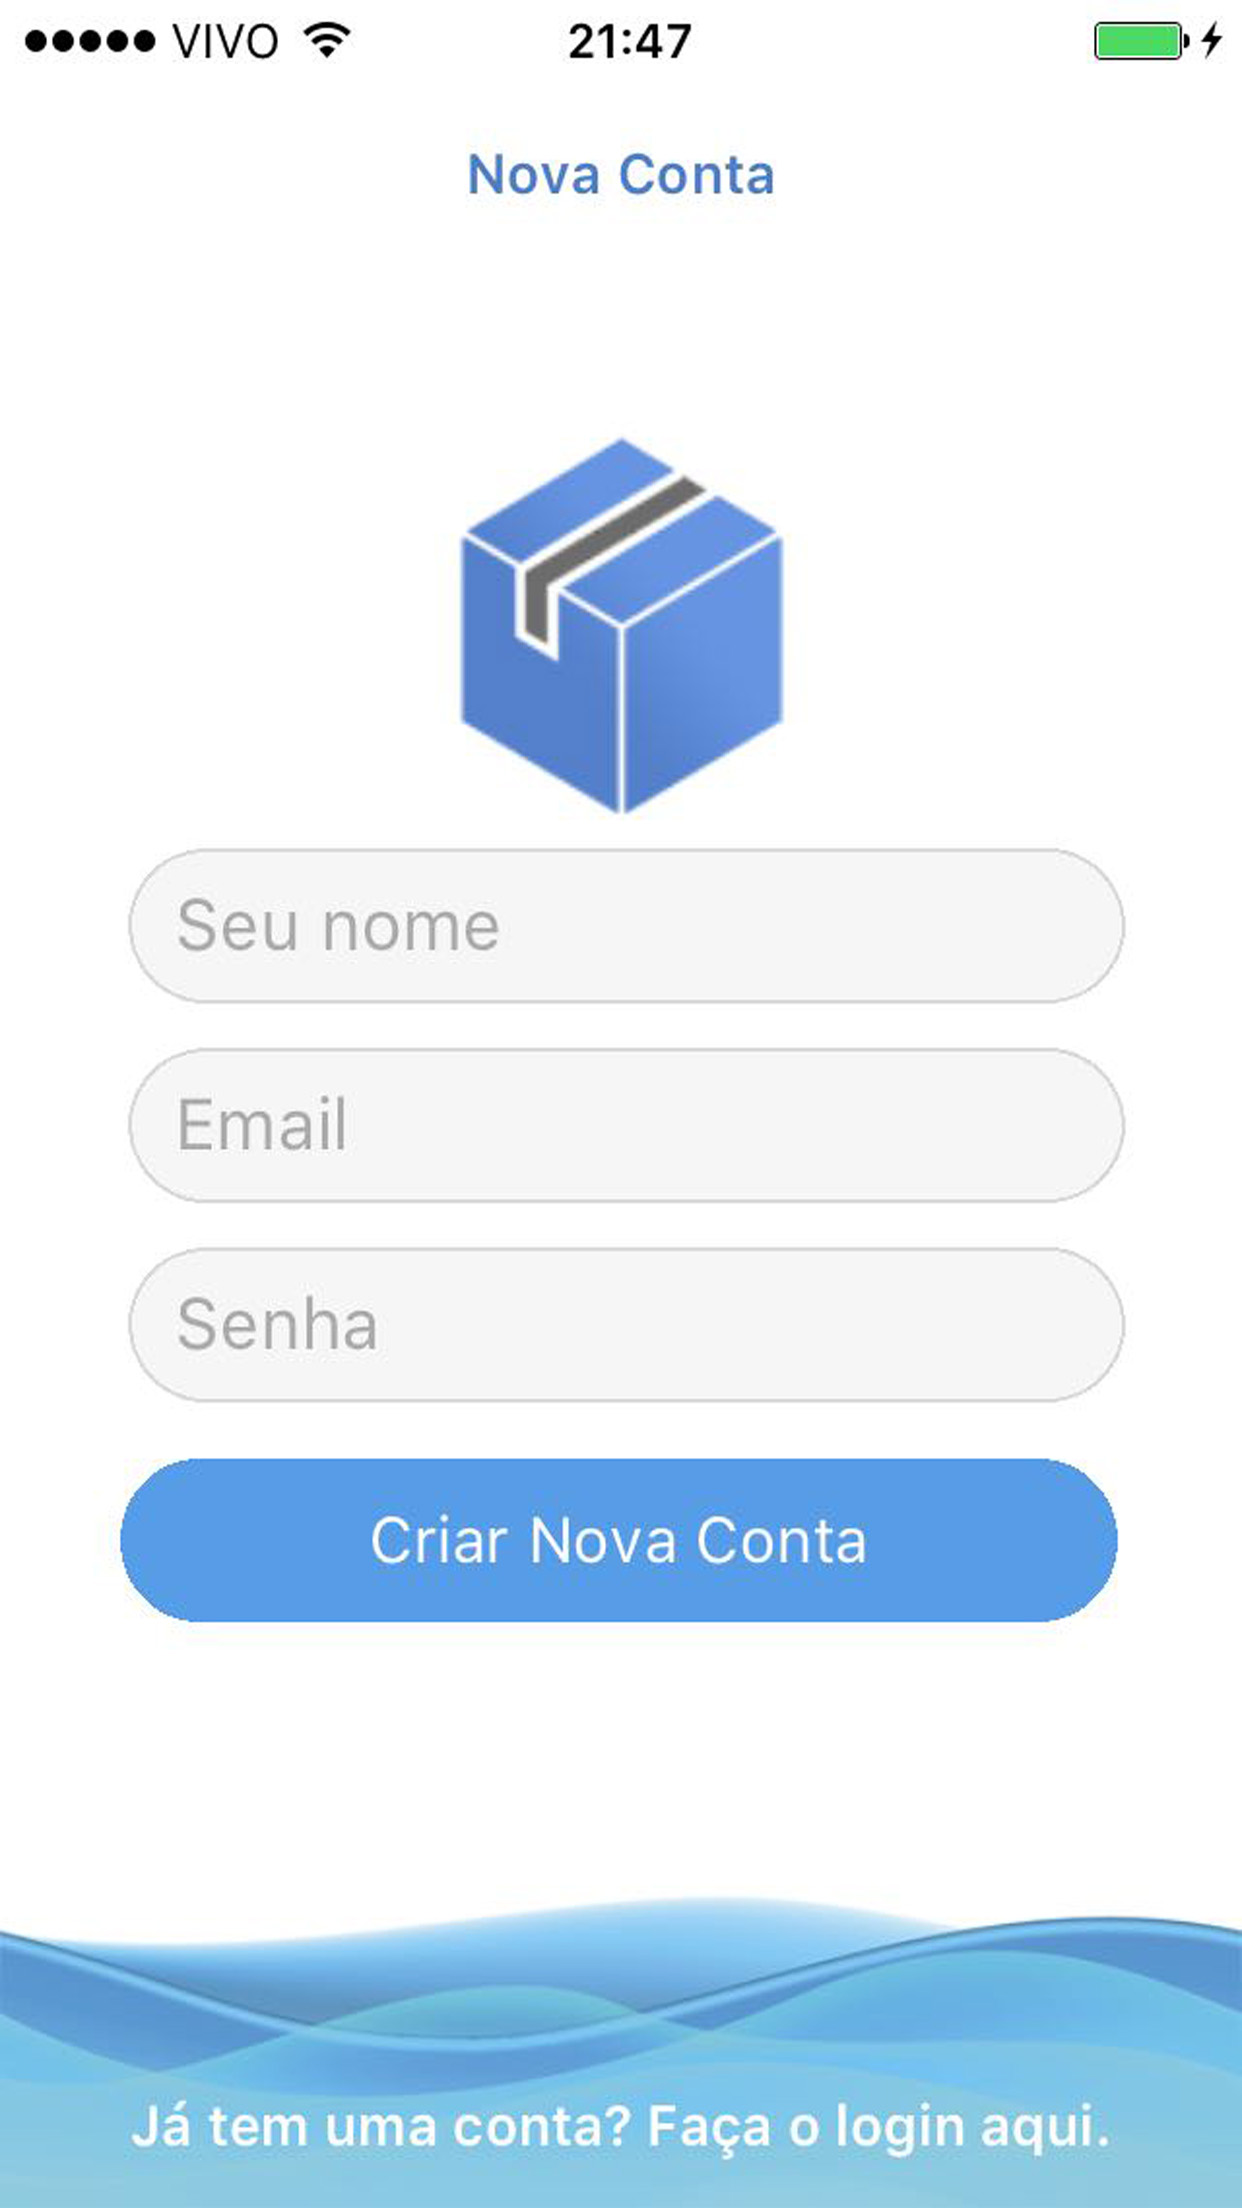 VIVO 21:47
Nova Conta
Seu nome
Email
Senha
Criar Nova Conta
Já tem uma conta? Faça o login aqui.